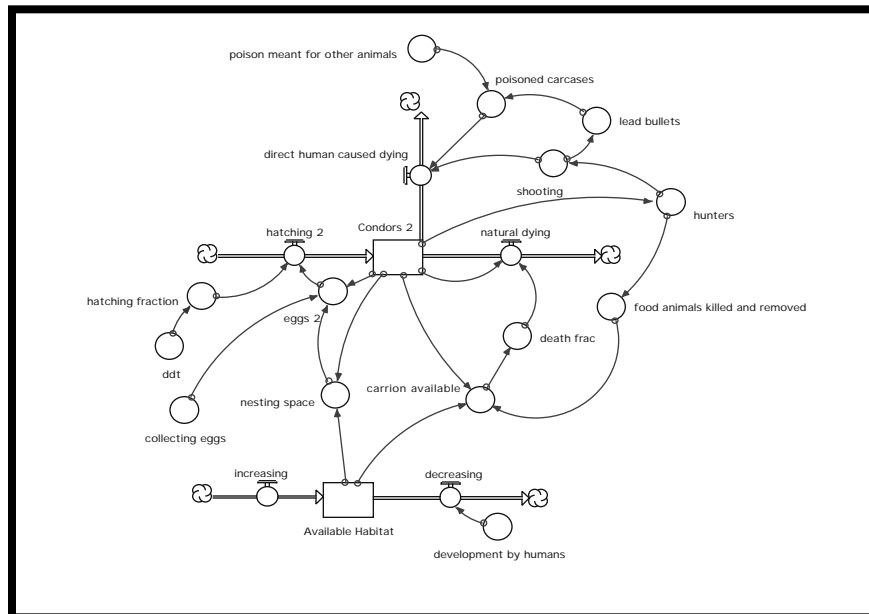 poison meant for other animals
poisoned carcases
lead bullets
direct human caused dying
shooting
hunters
Condors 2
hatching 2
natural dying
hatching fraction
food animals killed and removed
eggs 2
death frac
ddt
carrion available
nesting space
collecting eggs
increasing
decreasing
Available Habitat
development by humans